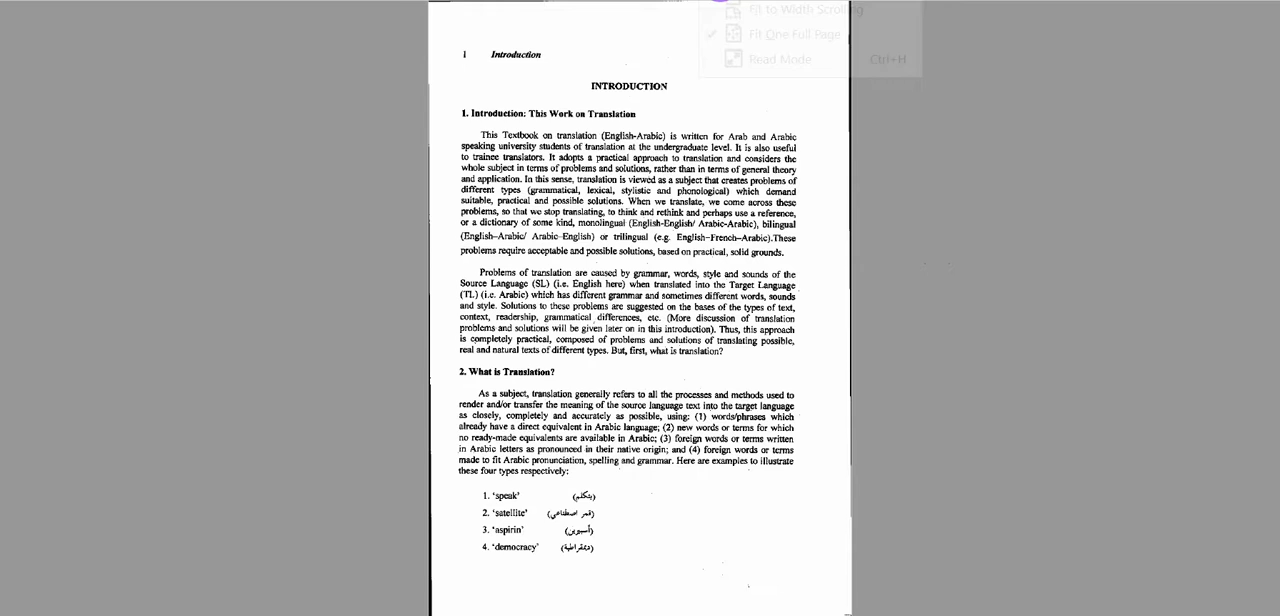 Fit to Width Scrolling
Fit One Full Page
Read Mode Ctrl+H
1 Introduction
INTRODUCTION
1. Introduction: This Work on Translation
This Textbook on translation (English-Arabic) is written for Arab and Arabic
speaking university students of translation at the undergraduate level. It is also useful
to trainee translators. It adopts a practical approach to translation and considers the
whole subject in terms of problems and solutions, rather than in terms of general theory
and application. In this sense, translation is viewed as a subject that creates problems of
different types (grammatical, lexical, stylistic and phonological) which demand
suitable, practical and possible solutions. When we translate, we come across these
problems, so that we stop translating, to think and rethink and perhaps use a reference,
or a dictionary of some kind, monolingual (English-English/ Arabic-Arabic), bilingual
(English–Arabic/ Arabic–English) or trilingual (e.g. English–French–Arabic).These
problems require acceptable and possible solutions, based on practical, solid grounds.
Problems of translation are caused by grammar, words, style and sounds of the
Source Language (SL) (i.e. English here) when translated into the Target Language
(TL) (i.e. Arabic) which has different grammar and sometimes different words, sounds
and style. Solutions to these problems are suggested on the bases of the types of text,
context, readership, grammatical differences, etc. (More discussion of translation
problems and solutions will be given later on in this introduction). Thus, this approach
is completely practical, composed of problems and solutions of translating possible,
real and natural texts of different types. But, first, what is translation?
2. What is Translation?
As a subject, translation generally refers to all the processes and methods used to
render and/or transfer the meaning of the source language text into the target language
as closely, completely and accurately as possible, using: (1) words/phrases which
already have a direct equivalent in Arabic language; (2) new words or terms for which
no ready-made equivalents are available in Arabic; (3) foreign words or terms written
in Arabic letters as pronounced in their native origin; and (4) foreign words or terms
made to fit Arabic pronunciation, spelling and grammar. Here are examples to illustrate
these four types respectively:
1. ‘speak’ (يتكلم)
2. ‘satellite’ (قمر اصطناعي)
3. ‘aspirin’ (أسبرين)
4. ‘democracy’ (ديمقراطية)